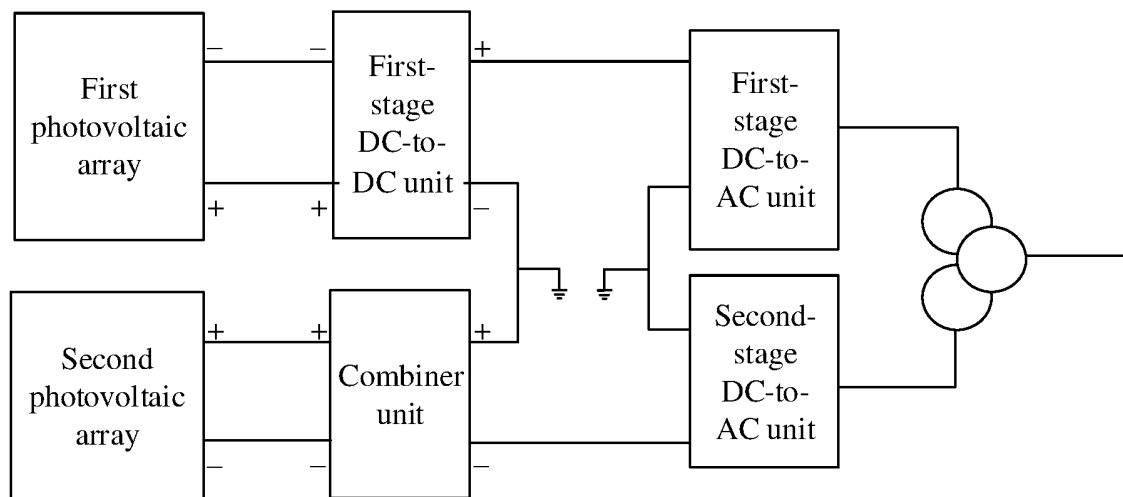 −
−
+
First
photovoltaic
array
First-
stage
DC-to-
DC unit
First-
stage
DC-to-
AC unit
+
+
−
Second
photovoltaic
array
+
+
+
Combiner
unit
Second-
stage
DC-to-
AC unit
−
−
−